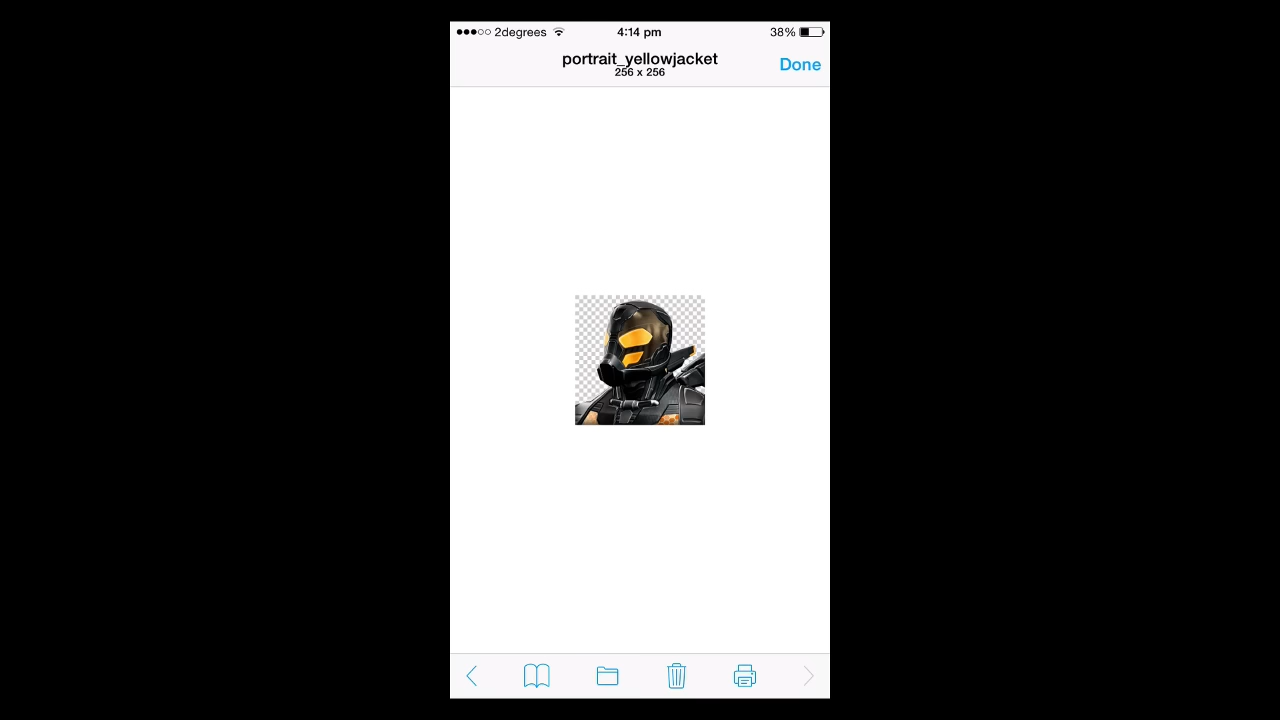 2degrees 4:14 pm 38%
portrait_yellowjacket
256 x 256
Done